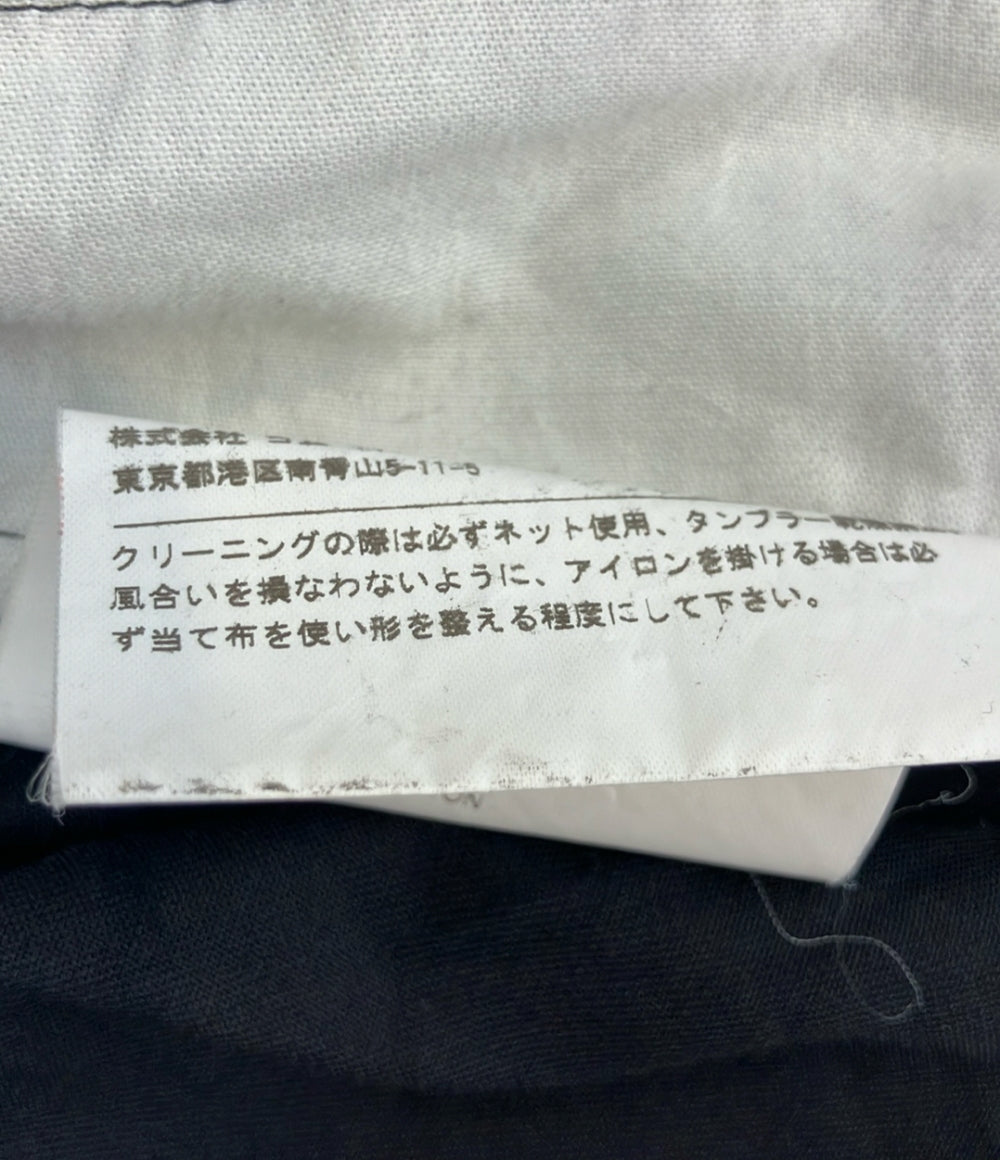 株式会社
東京都港区南青山5-11-5
クリーニングの際は必ずネット使用、タンブラー乾燥
風合いを損なわないように、アイロンを掛ける場合は必
ず当て布を使い形を整える程度にして下さい。